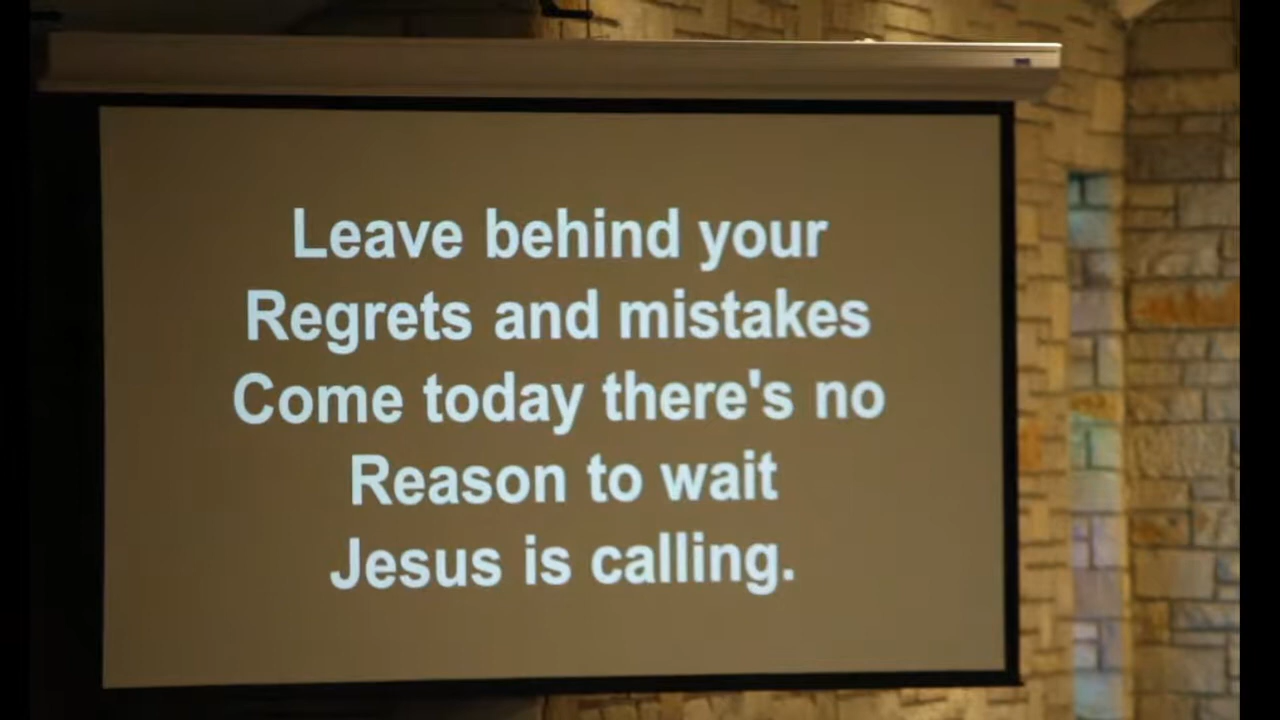 Leave behind your
Regrets and mistakes
Come today there's no
Reason to wait
Jesus is calling.